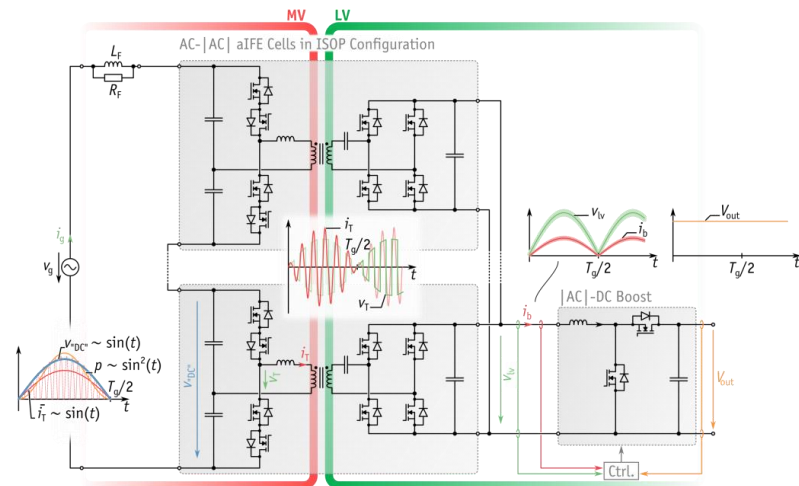 MV LV
AC-|AC| aIFE Cells in ISOP Configuration
L_F
R_F
i_g
v_g
i_T
T_g/2
t
v_T
v_lv
i_b
T_g/2
t
V_out
T_g/2
t
|AC|-DC Boost
i_b
v_"DC"
i_T
v_T
v_lv
V_out
v_"DC" ~ sin(t)
p ~ sin²(t)
T_g/2
t
i̅_T ~ sin(t)
Ctrl.